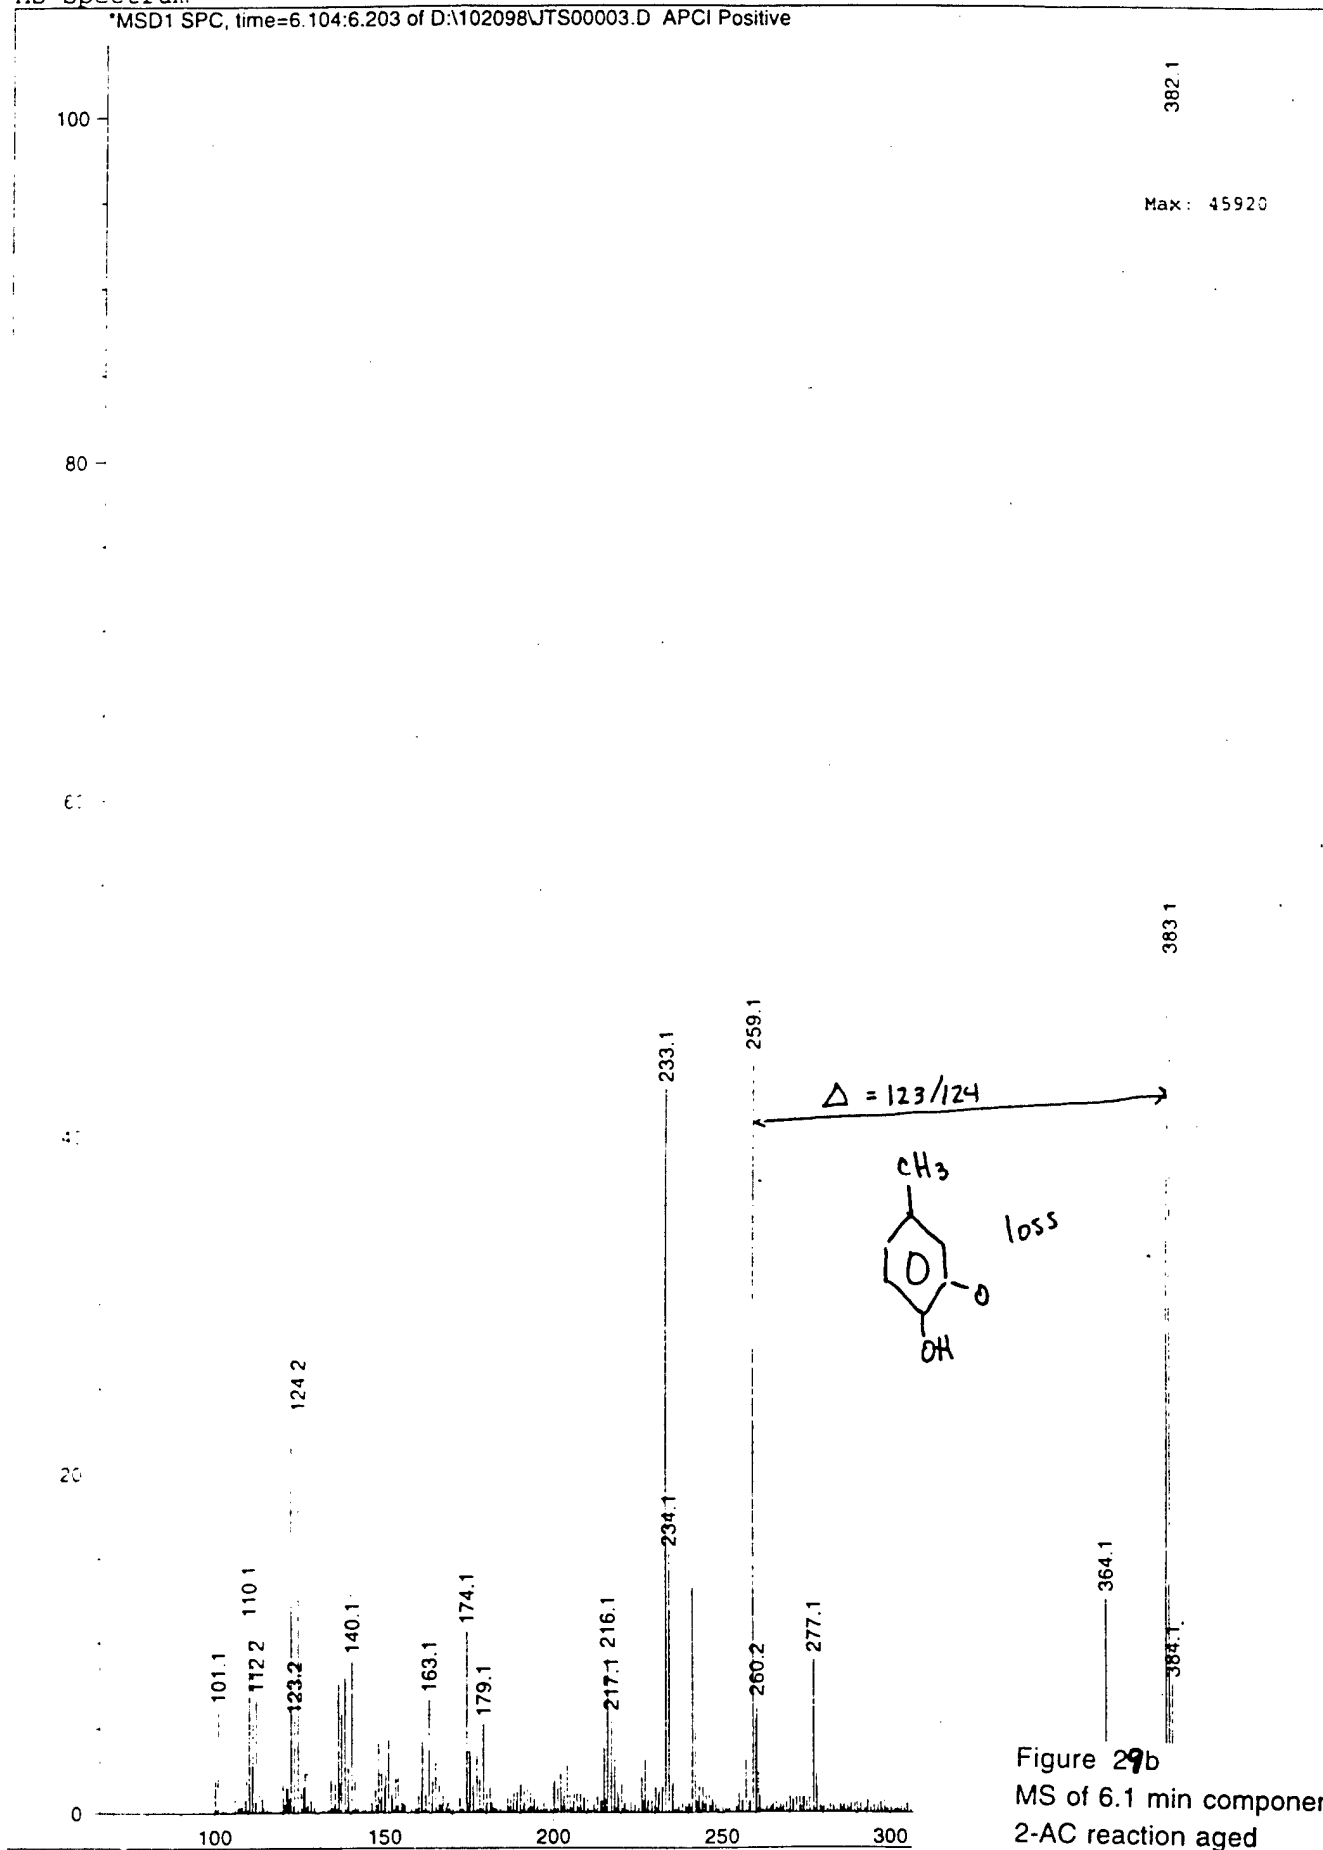 *MSD1 SPC, time=6.104:6.203 of D:\102098\JTS00003.D APCI Positive
382.1
100
Max: 45920
80
383.1
259.1
233.1
Δ = 123/124
CH3
loss
O
OH
124.2
20
234.1
364.1
110.1
174.1
216.1
140.1
277.1
112.2
101.1
123.2
163.1
179.1
217.1
260.2
384.1
0
100
150
200
250
300
Figure 29b
MS of 6.1 min
2-AC reaction aged